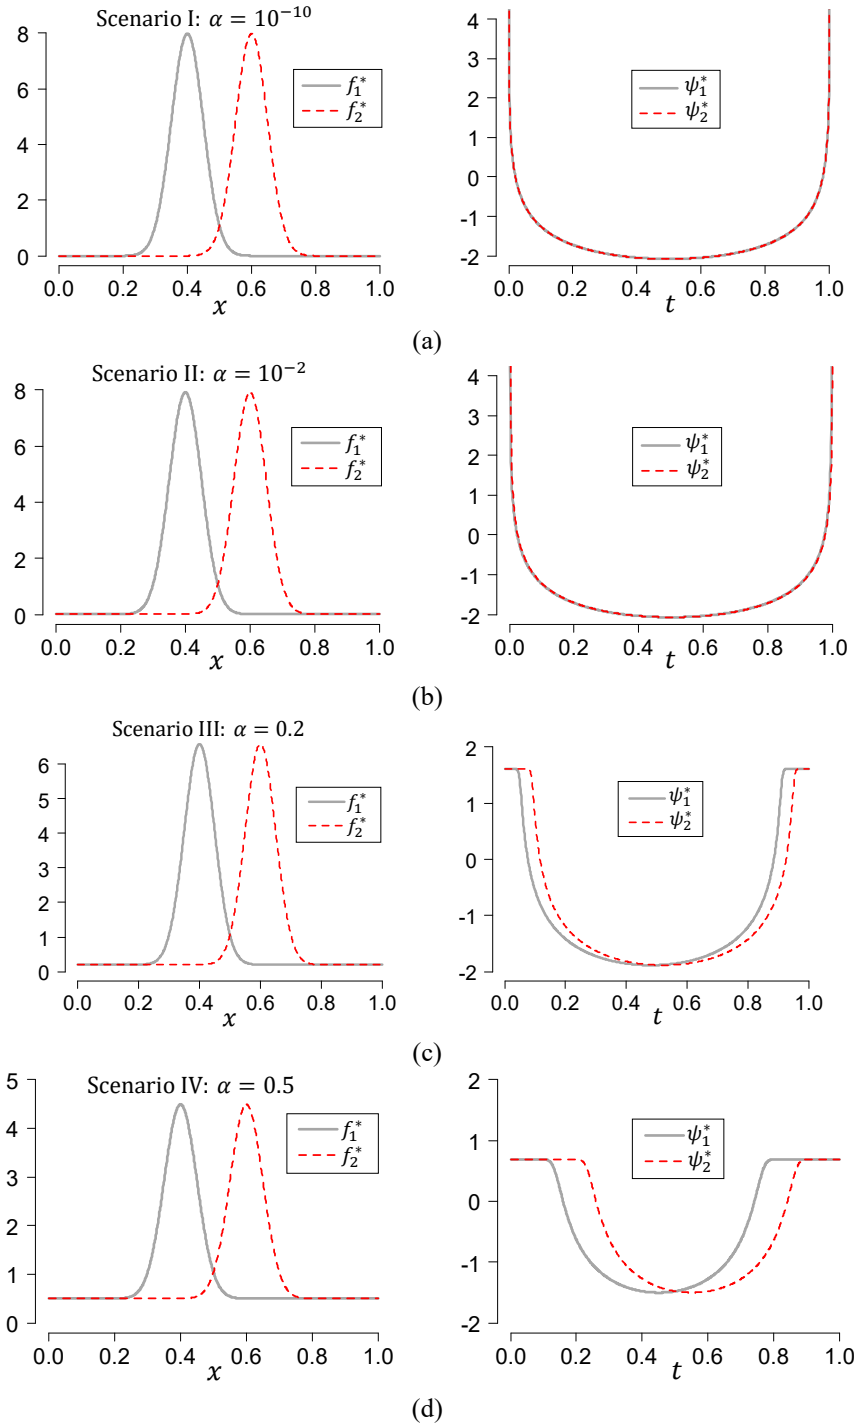 Scenario I: α = 10⁻¹⁰
8
6
4
2
0
f₁*
f₂*
0.0 0.2 0.4 0.6 0.8 1.0
x
4
3
2
1
0
-1
-2
ψ₁*
ψ₂*
0.0 0.2 0.4 0.6 0.8 1.0
t
(a)
Scenario II: α = 10⁻²
8
6
4
2
0
f₁*
f₂*
0.0 0.2 0.4 0.6 0.8 1.0
x
4
3
2
1
0
-1
-2
ψ₁*
ψ₂*
0.0 0.2 0.4 0.6 0.8 1.0
t
(b)
Scenario III: α = 0.2
6
5
4
3
2
1
0
f₁*
f₂*
0.0 0.2 0.4 0.6 0.8 1.0
x
2
1
0
-1
-2
ψ₁*
ψ₂*
0.0 0.2 0.4 0.6 0.8 1.0
t
(c)
Scenario IV: α = 0.5
5
4
3
2
1
0
f₁*
f₂*
0.0 0.2 0.4 0.6 0.8 1.0
x
2
1
0
-1
-2
ψ₁*
ψ₂*
0.0 0.2 0.4 0.6 0.8 1.0
t
(d)